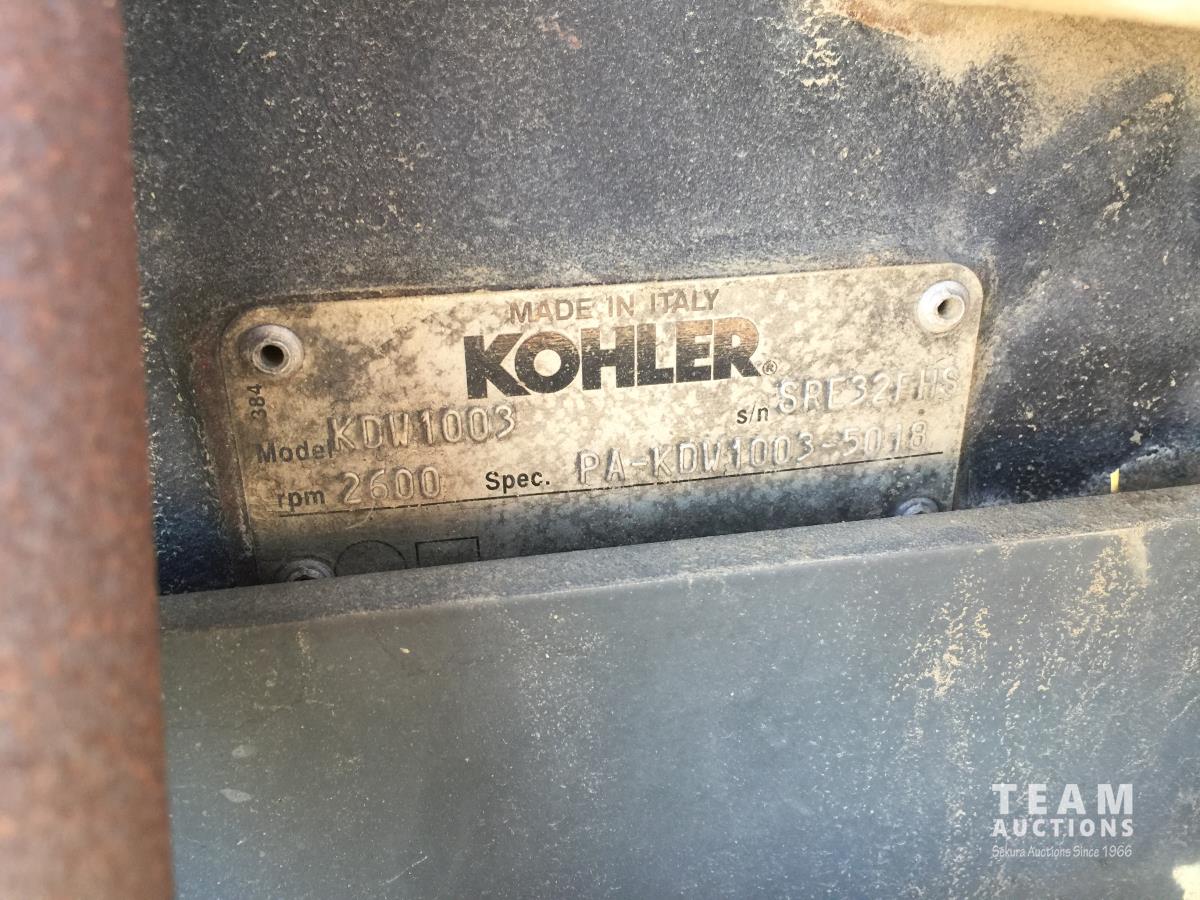 MADE IN ITALY
KOHLER®
384
Model KDW1003 s/n
rpm 2600 Spec. PA-KDW1003-5018
TEAM
AUCTIONS
Sekura Auctions Since 1966